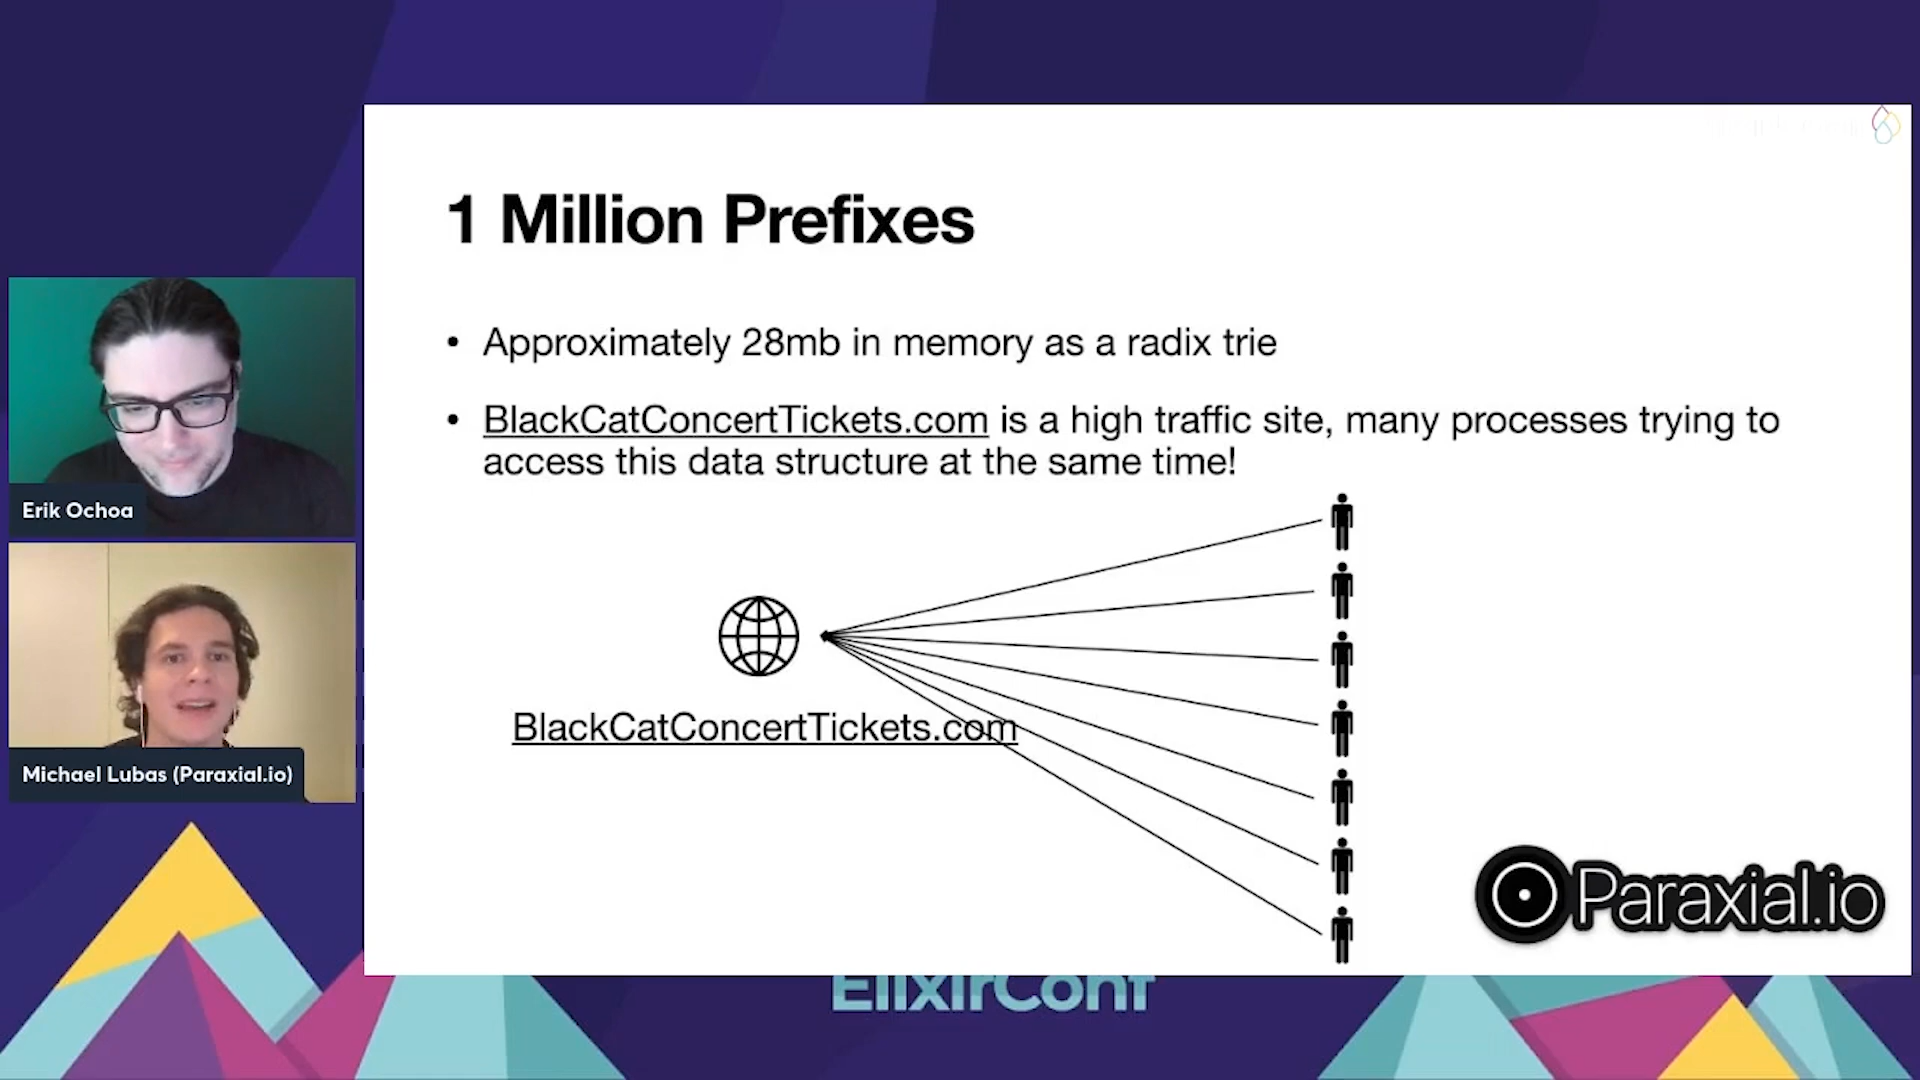 1 Million Prefixes
• Approximately 28mb in memory as a radix trie
• BlackCatConcertTickets.com is a high traffic site, many processes trying to
access this data structure at the same time!
Erik Ochoa
BlackCatConcertTickets.com
Michael Lubas (Paraxial.io)
Paraxial.io
ElixirConf